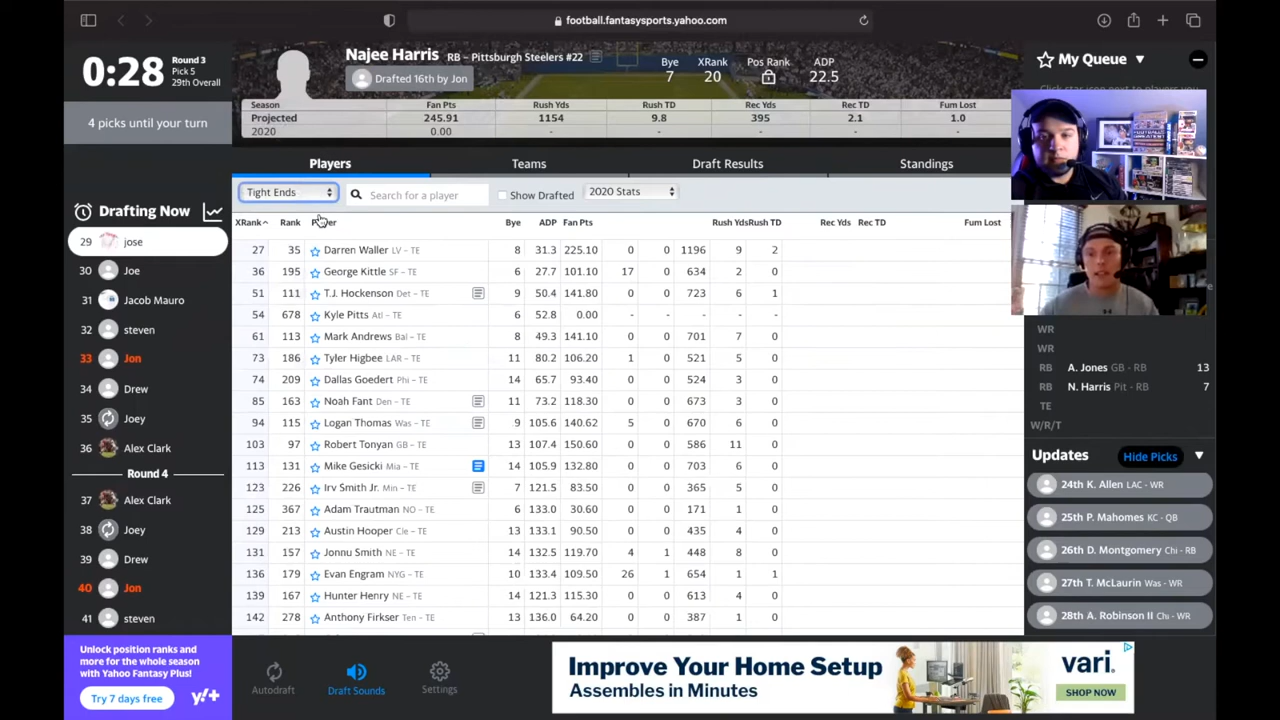 football.fantasysports.yahoo.com
0:28
Round 3
Pick 5
29th Overall
4 picks until your turn
Drafting Now
29 jose
30 Joe
31 Jacob Mauro
32 steven
33 Jon
34 Drew
35 Joey
36 Alex Clark
Round 4
37 Alex Clark
38 Joey
39 Drew
40 Jon
41 steven
Unlock position ranks and
more for the whole season
with Yahoo Fantasy Plus!
Try 7 days free
y!+
Najee Harris RB – Pittsburgh Steelers #22
Drafted 16th by Jon
Bye XRank Pos Rank ADP
7 20 22.5
Season Fan Pts Rush Yds Rush TD Rec Yds Rec TD Fum Lost
Projected 245.91 1154 9.8 395 2.1 1.0
2020 0.00 - - - - -
Players Teams Draft Results Standings
Tight Ends Search for a player Show Drafted 2020 Stats
XRank Rank Player Bye ADP Fan Pts Rush Yds Rush TD Rec Yds Rec TD Fum Lost
27 35 Darren Waller LV – TE 8 31.3 225.10 0 0 1196 9 2
36 195 George Kittle SF – TE 6 27.7 101.10 17 0 634 2 0
51 111 T.J. Hockenson Det – TE 9 50.4 141.80 0 0 723 6 1
54 678 Kyle Pitts Atl – TE 6 52.8 0.00 - - - - -
61 113 Mark Andrews Bal – TE 8 49.3 141.10 0 0 701 7 0
73 186 Tyler Higbee LAR – TE 11 80.2 106.20 1 0 521 5 0
74 209 Dallas Goedert Phi – TE 14 65.7 93.40 0 0 524 3 0
85 163 Noah Fant Den – TE 11 73.2 118.30 0 0 673 3 0
94 115 Logan Thomas Was – TE 9 105.6 140.62 5 0 670 6 0
103 97 Robert Tonyan GB – TE 13 107.4 150.60 0 0 586 11 0
113 131 Mike Gesicki Mia – TE 14 105.9 132.80 0 0 703 6 0
123 226 Irv Smith Jr. Min – TE 7 121.5 83.50 0 0 365 5 0
125 367 Adam Trautman NO – TE 6 133.0 30.60 0 0 171 1 0
129 213 Austin Hooper Cle – TE 13 133.1 90.50 0 0 435 4 0
131 157 Jonnu Smith NE – TE 14 132.5 119.70 4 1 448 8 0
136 179 Evan Engram NYG – TE 10 133.4 109.50 26 1 654 1 1
139 167 Hunter Henry NE – TE 14 121.3 115.30 0 0 613 4 0
142 278 Anthony Firkser Ten – TE 13 136.0 64.20 0 0 387 1 0
Autodraft Draft Sounds Settings
Improve Your Home Setup
Assembles in Minutes
vari.
SHOP NOW
My Queue
WR
WR
RB A. Jones GB - RB 13
RB N. Harris Pit - RB 7
TE
W/R/T
Updates Hide Picks
24th K. Allen LAC - WR
25th P. Mahomes KC - QB
26th D. Montgomery Chi - RB
27th T. McLaurin Was - WR
28th A. Robinson II Chi - WR